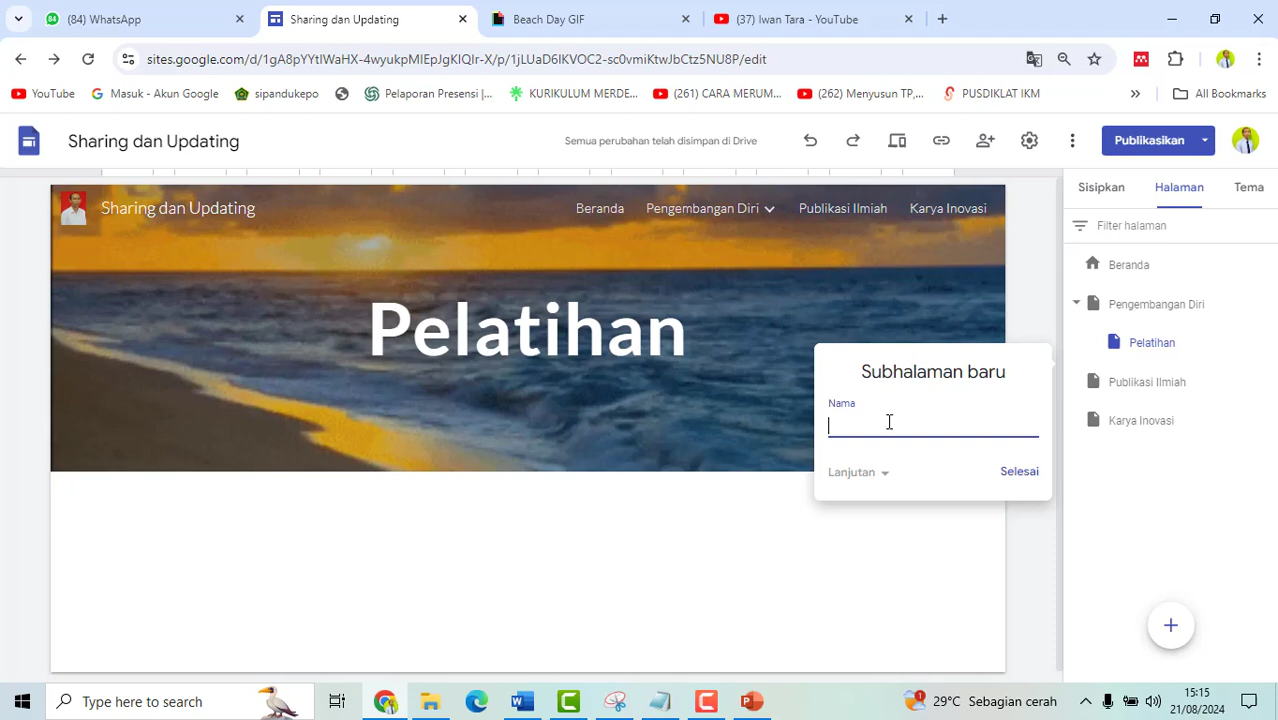 (84) WhatsApp
Sharing dan Updating
Beach Day GIF
(37) Iwan Tara - YouTube
sites.google.com/d/1gA8pYYtIWaHX-4wyukpMIEpIgKIQIr-X/p/1jLUaD6IKVOC2-sc0vmiKtwJbCtz5NU8P/edit
YouTube
Masuk - Akun Google
sipandukepo
Pelaporan Presensi (...
KURIKULUM MERDE...
(261) CARA MERUM...
(262) Menyusun TP,...
PUSDIKLAT IKM
All Bookmarks
Sharing dan Updating
Semua perubahan telah disimpan di Drive
Publikasikan
Sharing dan Updating
Beranda
Pengembangan Diri
Publikasi Ilmiah
Karya Inovasi
Pelatihan
Sisipkan
Halaman
Tema
Filter halaman
Beranda
Pengembangan Diri
Pelatihan
Publikasi Ilmiah
Karya Inovasi
Subhalaman baru
Nama
Lanjutan
Selesai
Type here to search
29°C Sebagian cerah
15:15
21/08/2024